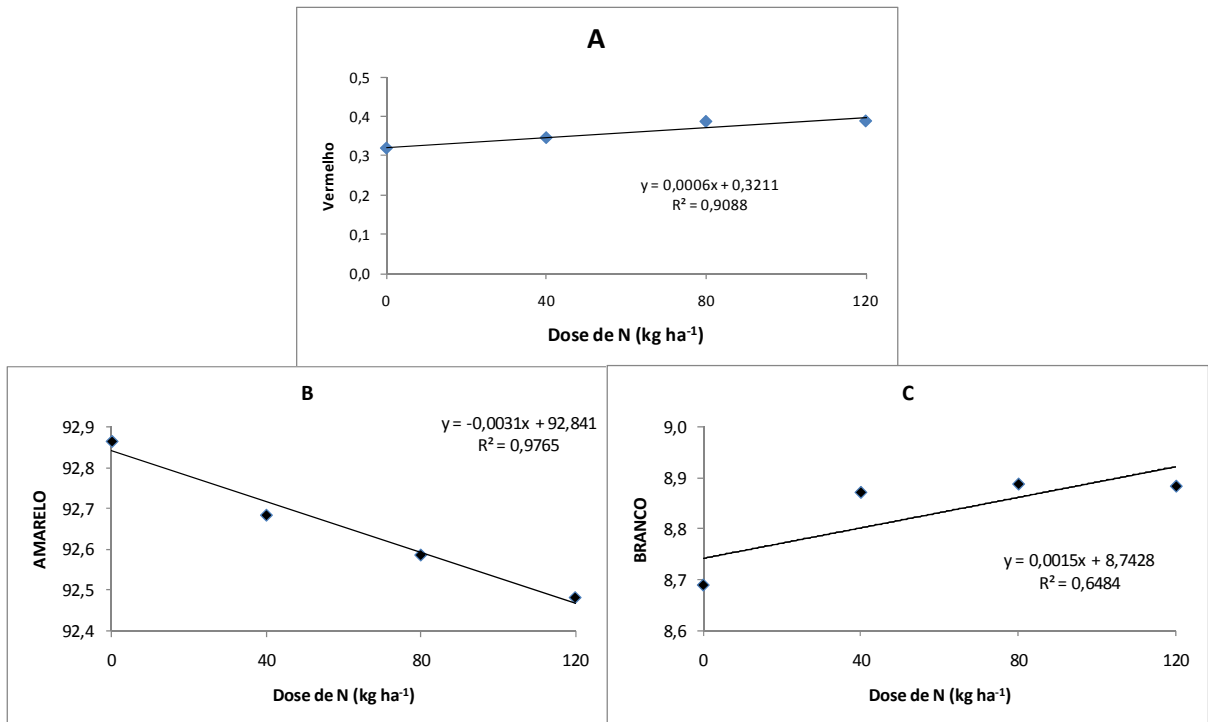 A
0,5
0,4
0,3
0,2
0,1
0,0
Vermelho
y = 0,0006x + 0,3211
R² = 0,9088
0 40 80 120
Dose de N (kg ha⁻¹)
B
92,9
92,8
92,7
92,6
92,5
92,4
AMARELO
y = -0,0031x + 92,841
R² = 0,9765
0 40 80 120
Dose de N (kg ha⁻¹)
C
9,0
8,9
8,8
8,7
8,6
BRANCO
y = 0,0015x + 8,7428
R² = 0,6484
0 40 80 120
Dose de N (kg ha⁻¹)